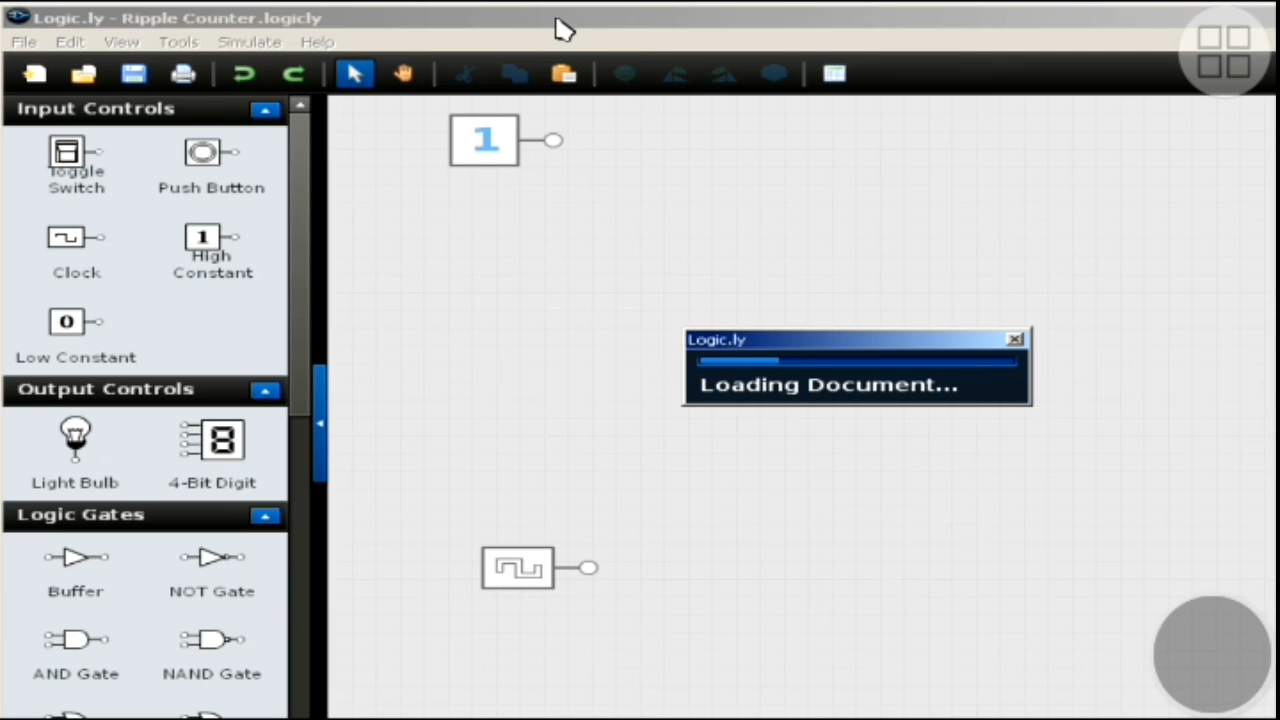 Logic.ly - Ripple Counter.logicly
File Edit View Tools Simulate Help
Input Controls
Toggle
Switch
Push Button
Clock
1
High
Constant
0
Low Constant
Output Controls
8
Light Bulb
4-Bit Digit
Logic Gates
Buffer
NOT Gate
AND Gate
NAND Gate
1
Logic.ly
Loading Document...